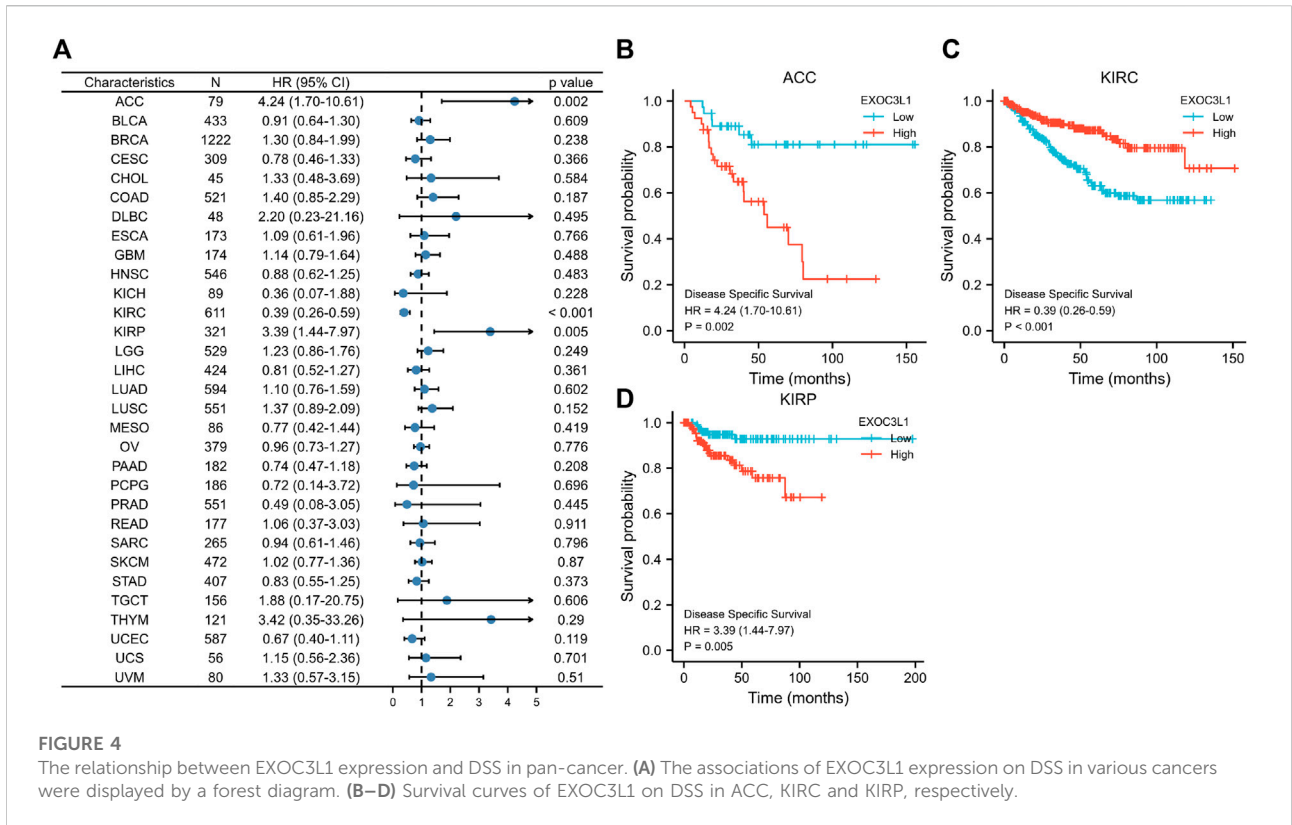 A
Characteristics N HR (95% CI) p value
ACC 79 4.24 (1.70-10.61) 0.002
BLCA 433 0.91 (0.64-1.30) 0.609
BRCA 1222 1.30 (0.84-1.99) 0.238
CESC 309 0.78 (0.46-1.33) 0.366
CHOL 45 1.33 (0.48-3.69) 0.584
COAD 521 1.40 (0.85-2.29) 0.187
DLBC 48 2.20 (0.23-21.16) 0.495
ESCA 173 1.09 (0.61-1.96) 0.766
GBM 174 1.14 (0.79-1.64) 0.488
HNSC 546 0.88 (0.62-1.25) 0.483
KICH 89 0.36 (0.07-1.88) 0.228
KIRC 611 0.39 (0.26-0.59) < 0.001
KIRP 321 3.39 (1.44-7.97) 0.005
LGG 529 1.23 (0.86-1.76) 0.249
LIHC 424 0.81 (0.52-1.27) 0.361
LUAD 594 1.10 (0.76-1.59) 0.602
LUSC 551 1.37 (0.89-2.09) 0.152
MESO 86 0.77 (0.42-1.44) 0.419
OV 379 0.96 (0.73-1.27) 0.776
PAAD 182 0.74 (0.47-1.18) 0.208
PCPG 186 0.72 (0.14-3.72) 0.696
PRAD 551 0.49 (0.08-3.05) 0.445
READ 177 1.06 (0.37-3.03) 0.911
SARC 265 0.94 (0.61-1.46) 0.796
SKCM 472 1.02 (0.77-1.36) 0.87
STAD 407 0.83 (0.55-1.25) 0.373
TGCT 156 1.88 (0.17-20.75) 0.606
THYM 121 3.42 (0.35-33.26) 0.29
UCEC 587 0.67 (0.40-1.11) 0.119
UCS 56 1.15 (0.56-2.36) 0.701
UVM 80 1.33 (0.57-3.15) 0.51
0 1 2 3 4 5
B
ACC
EXOC3L1
Low
High
Survival probability
1.0
0.8
0.6
0.4
0.2
0.0
Disease Specific Survival
HR = 4.24 (1.70-10.61)
P = 0.002
0 50 100 150
Time (months)
C
KIRC
EXOC3L1
Low
High
Survival probability
1.0
0.8
0.6
0.4
0.2
0.0
Disease Specific Survival
HR = 0.39 (0.26-0.59)
P < 0.001
0 50 100 150
Time (months)
D
KIRP
EXOC3L1
Low
High
Survival probability
1.0
0.8
0.6
0.4
0.2
0.0
Disease Specific Survival
HR = 3.39 (1.44-7.97)
P = 0.005
0 50 100 150 200
Time (months)
FIGURE 4
The relationship between EXOC3L1 expression and DSS in pan-cancer. (A) The associations of EXOC3L1 expression on DSS in various cancers
were displayed by a forest diagram. (B–D) Survival curves of EXOC3L1 on DSS in ACC, KIRC and KIRP, respectively.